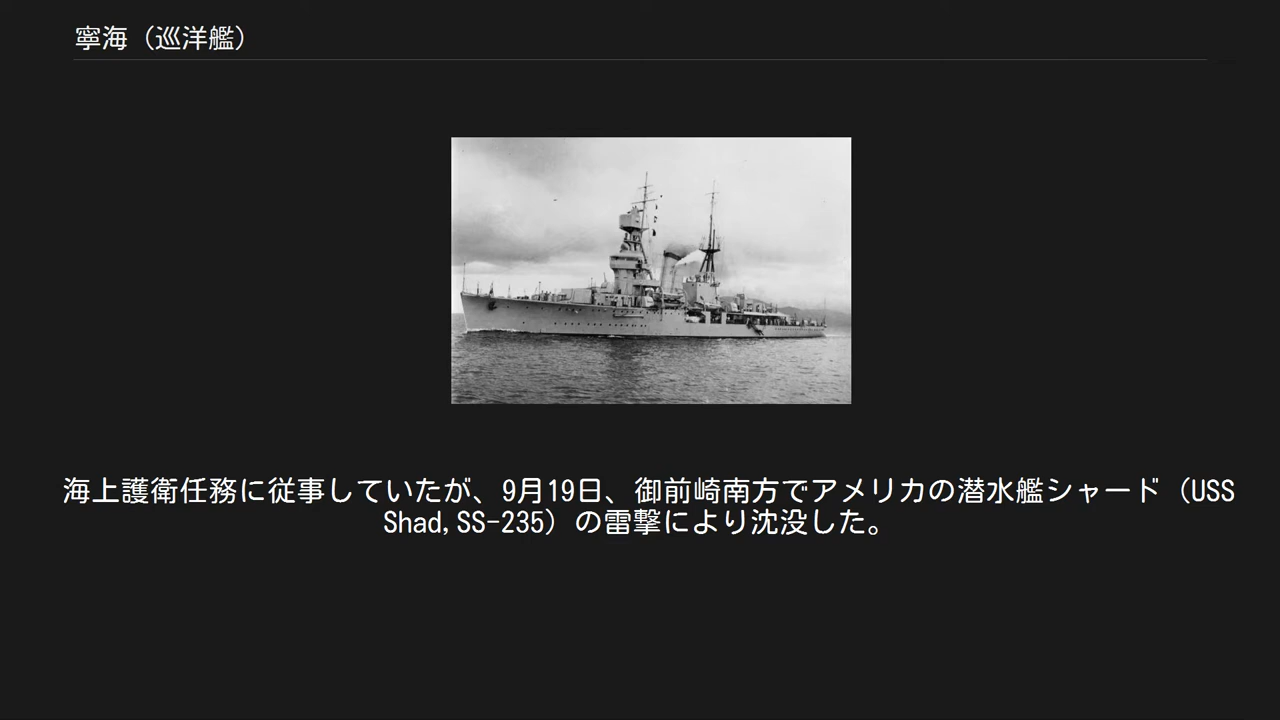 寧海（巡洋艦）
海上護衛任務に従事していたが、9月19日、御前崎南方でアメリカの潜水艦シャード（USS
Shad,SS-235）の雷撃により沈没した。